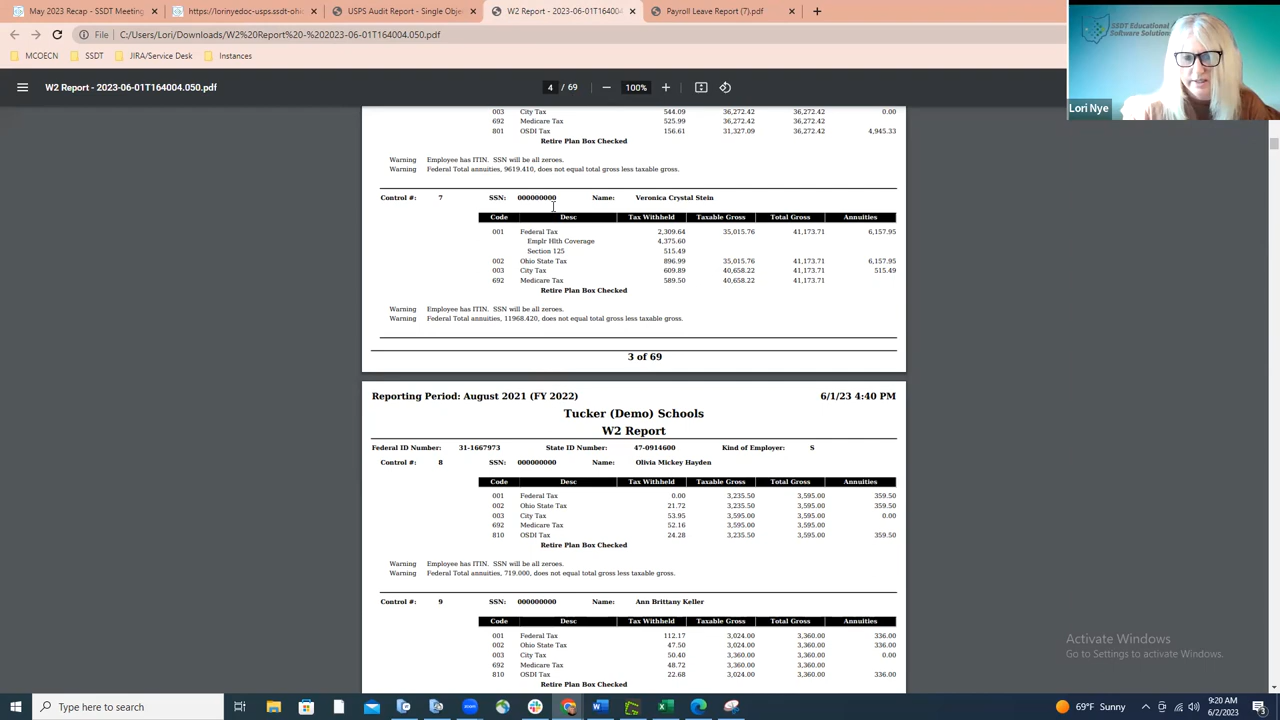 May 2023 Recap - SSDT Meeting
https://reports-release
USPS Audit Report - Single Obje
W2 Report - 2023-06-01T164004
Lori Nye Payroll Leave Report.p
File C:/Users/lori/Downloads/W2%20
-06-01T164004.0
MCOECN
SSDT
JIRA/Service Desk
Instances
SSDT Educational
Software Solution
Lori Nye
W2 Report - 2023-06-01T164004.050.pdf
4 / 69
100%
003 City Tax 544.09 36,272.42 36,272.42 0.00
692 Medicare Tax 525.99 36,272.42 36,272.42
801 OSDI Tax 156.61 31,327.09 36,272.42 4,945.33
Retire Plan Box Checked
Warning Employee has ITIN. SSN will be all zeroes.
Warning Federal Total annuities, 9619.410, does not equal total gross less taxable gross.
Control #: 7 SSN: 000000000 Name: Veronica Crystal Stein
Code Desc Tax Withheld Taxable Gross Total Gross Annuities
001 Federal Tax 2,309.64 35,015.76 41,173.71 6,157.95
Emplr Hlth Coverage 4,375.60
Section 125 515.49
002 Ohio State Tax 896.99 35,015.76 41,173.71 6,157.95
003 City Tax 609.89 40,658.22 41,173.71 515.49
692 Medicare Tax 589.50 40,658.22 41,173.71
Retire Plan Box Checked
Warning Employee has ITIN. SSN will be all zeroes.
Warning Federal Total annuities, 11968.420, does not equal total gross less taxable gross.
3 of 69
Reporting Period: August 2021 (FY 2022) 6/1/23 4:40 PM
Tucker (Demo) Schools
W2 Report
Federal ID Number: 31-1667973 State ID Number: 47-0914600 Kind of Employer: S
Control #: 8 SSN: 000000000 Name: Olivia Mickey Hayden
Code Desc Tax Withheld Taxable Gross Total Gross Annuities
001 Federal Tax 0.00 3,235.50 3,595.00 359.50
002 Ohio State Tax 21.72 3,235.50 3,595.00 359.50
003 City Tax 53.95 3,595.00 3,595.00 0.00
692 Medicare Tax 52.16 3,595.00 3,595.00
810 OSDI Tax 24.28 3,235.50 3,595.00 359.50
Retire Plan Box Checked
Warning Employee has ITIN. SSN will be all zeroes.
Warning Federal Total annuities, 719.000, does not equal total gross less taxable gross.
Control #: 9 SSN: 000000000 Name: Ann Brittany Keller
Code Desc Tax Withheld Taxable Gross Total Gross Annuities
001 Federal Tax 112.17 3,024.00 3,360.00 336.00
002 Ohio State Tax 47.50 3,024.00 3,360.00 336.00
003 City Tax 50.40 3,360.00 3,360.00 0.00
692 Medicare Tax 48.72 3,360.00 3,360.00
810 OSDI Tax 22.68 3,024.00 3,360.00 336.00
Retire Plan Box Checked
Activate Windows
Go to Settings to activate Windows.
Type here to search
69°F Sunny
9:20 AM
6/2/2023